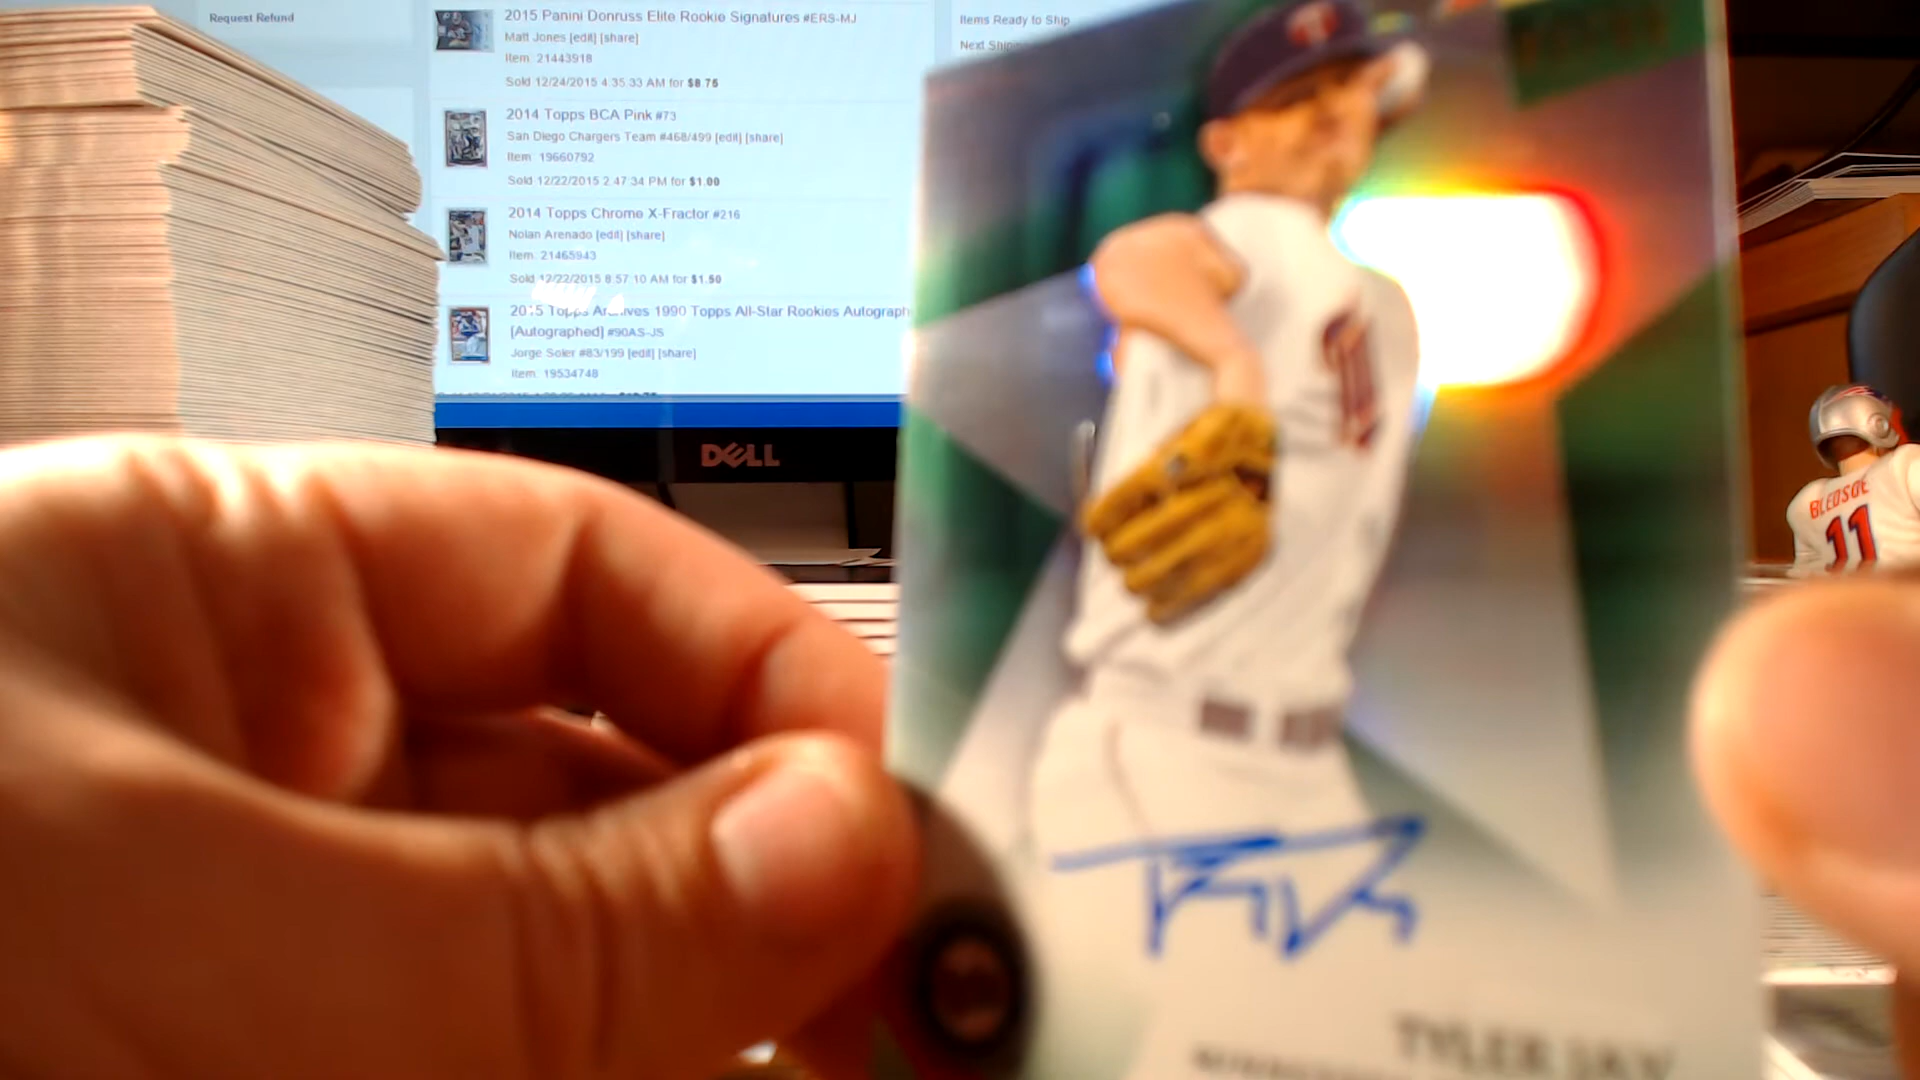 Request Refund
2015 Panini Donruss Elite Rookie Signatures #ERS-MJ
Matt Jones [edit] [share]
Item: 21443918
Sold 12/24/2015 4:35:33 AM for $8.75
2014 Topps BCA Pink #73
San Diego Chargers Team #468/499 [edit] [share]
Item: 19660792
Sold 12/22/2015 2:47:34 PM for $1.00
2014 Topps Chrome X-Fractor #216
Nolan Arenado [edit] [share]
Item: 21465943
Sold 12/22/2015 8:57:10 AM for $1.50
2015 Topps Archives 1990 Topps All-Star Rookies Autograph
[Autographed] #90AS-JS
Jorge Soler #83/199 [edit] [share]
Item: 19534748
Items Ready to Ship
Next
DELL
T
BLEDSOE
11
TYLER JAY